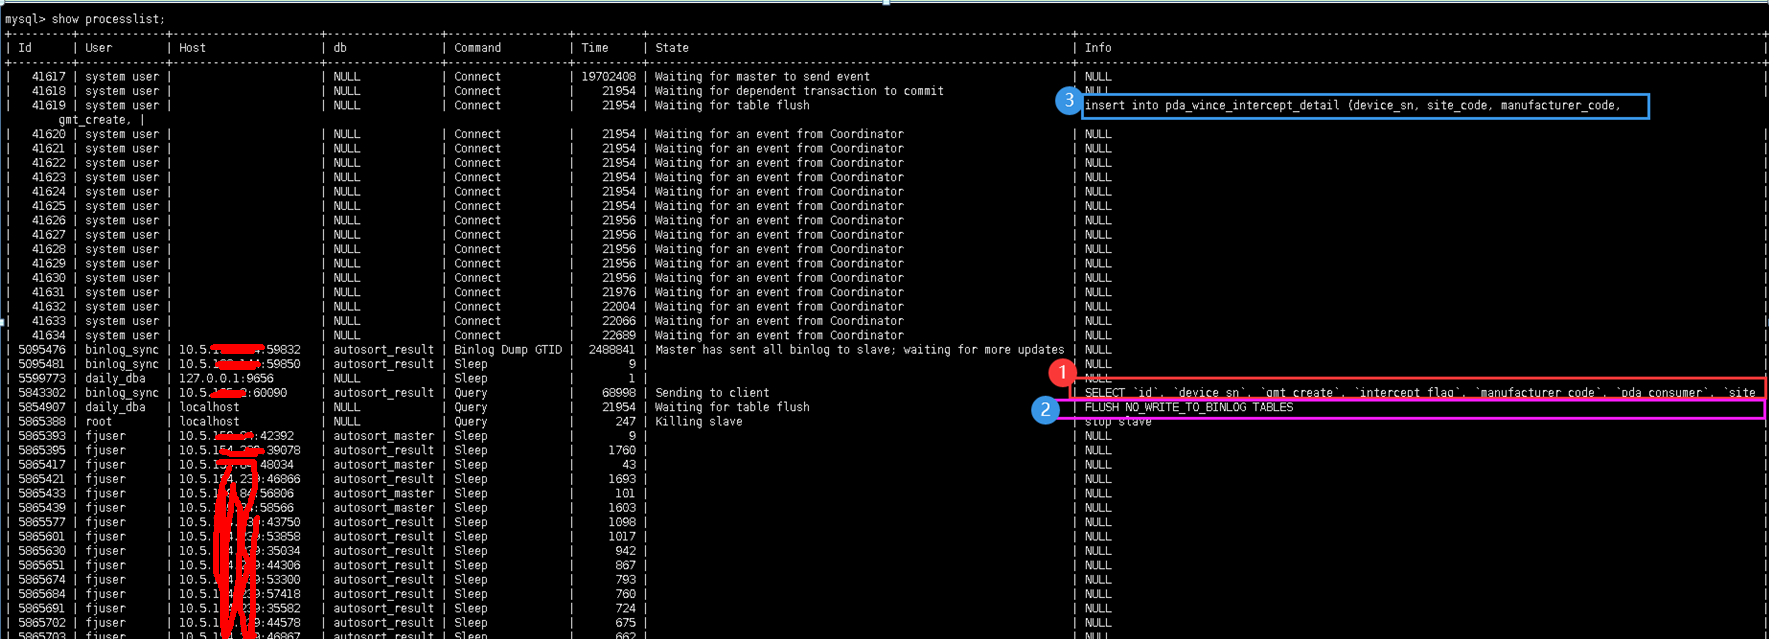 mysql> show processlist;
| Id | User | Host | db | Command | Time | State | Info
| 41617 | system user | | NULL | Connect | 19702408 | Waiting for master to send event | NULL
| 41618 | system user | | NULL | Connect | 21954 | Waiting for dependent transaction to commit | NULL
| 41619 | system user | | NULL | Connect | 21954 | Waiting for table flush | 3 insert into pda_wince_intercept_detail (device_sn, site_code, manufacturer_code,
gmt_create, |
| 41620 | system user | | NULL | Connect | 21954 | Waiting for an event from Coordinator | NULL
| 41621 | system user | | NULL | Connect | 21954 | Waiting for an event from Coordinator | NULL
| 41622 | system user | | NULL | Connect | 21954 | Waiting for an event from Coordinator | NULL
| 41623 | system user | | NULL | Connect | 21954 | Waiting for an event from Coordinator | NULL
| 41624 | system user | | NULL | Connect | 21954 | Waiting for an event from Coordinator | NULL
| 41625 | system user | | NULL | Connect | 21954 | Waiting for an event from Coordinator | NULL
| 41626 | system user | | NULL | Connect | 21956 | Waiting for an event from Coordinator | NULL
| 41627 | system user | | NULL | Connect | 21956 | Waiting for an event from Coordinator | NULL
| 41628 | system user | | NULL | Connect | 21956 | Waiting for an event from Coordinator | NULL
| 41629 | system user | | NULL | Connect | 21956 | Waiting for an event from Coordinator | NULL
| 41630 | system user | | NULL | Connect | 21956 | Waiting for an event from Coordinator | NULL
| 41631 | system user | | NULL | Connect | 21976 | Waiting for an event from Coordinator | NULL
| 41632 | system user | | NULL | Connect | 22004 | Waiting for an event from Coordinator | NULL
| 41633 | system user | | NULL | Connect | 22066 | Waiting for an event from Coordinator | NULL
| 41634 | system user | | NULL | Connect | 22689 | Waiting for an event from Coordinator | NULL
| 5095476 | binlog_sync | 10.5. :59832 | autosort_result | Binlog Dump GTID | 2488841 | Master has sent all binlog to slave; waiting for more updates | NULL
| 5095481 | binlog_sync | 10.5. :59850 | autosort_result | Sleep | 9 | | NULL
| 5599773 | daily_dba | 127.0.0.1:9656 | NULL | Sleep | 1 | | 1 NULL
| 5843302 | binlog_sync | 10.5. :60090 | autosort_result | Query | 68998 | Sending to client | SELECT `id`, `device_sn`, `gmt_create`, `intercept_flag`, `manufacturer_code`, `pda_consumer`, `site_
| 5854907 | daily_dba | localhost | NULL | Query | 21954 | Waiting for table flush | 2 FLUSH NO_WRITE_TO_BINLOG TABLES
| 5865388 | root | localhost | NULL | Query | 247 | Killing slave | stop slave
| 5865393 | fjuser | 10.5. :42392 | autosort_master | Sleep | 9 | | NULL
| 5865395 | fjuser | 10.5. :39078 | autosort_result | Sleep | 1760 | | NULL
| 5865417 | fjuser | 10.5. :48034 | autosort_master | Sleep | 43 | | NULL
| 5865421 | fjuser | 10.5. :46866 | autosort_result | Sleep | 1693 | | NULL
| 5865433 | fjuser | 10.5. :56806 | autosort_master | Sleep | 101 | | NULL
| 5865439 | fjuser | 10.5. :58566 | autosort_master | Sleep | 1603 | | NULL
| 5865577 | fjuser | 10.5. :43750 | autosort_result | Sleep | 1098 | | NULL
| 5865601 | fjuser | 10.5. :53858 | autosort_result | Sleep | 1017 | | NULL
| 5865630 | fjuser | 10.5. :35034 | autosort_result | Sleep | 942 | | NULL
| 5865651 | fjuser | 10.5. :44306 | autosort_result | Sleep | 867 | | NULL
| 5865674 | fjuser | 10.5. :53300 | autosort_result | Sleep | 793 | | NULL
| 5865684 | fjuser | 10.5. :57418 | autosort_result | Sleep | 760 | | NULL
| 5865691 | fjuser | 10.5. :35582 | autosort_result | Sleep | 724 | | NULL
| 5865702 | fjuser | 10.5. :44578 | autosort_result | Sleep | 675 | | NULL
| 5865703 | fjuser | 10.5. :46867 | autosort_result | Sleep | 662 | | NULL